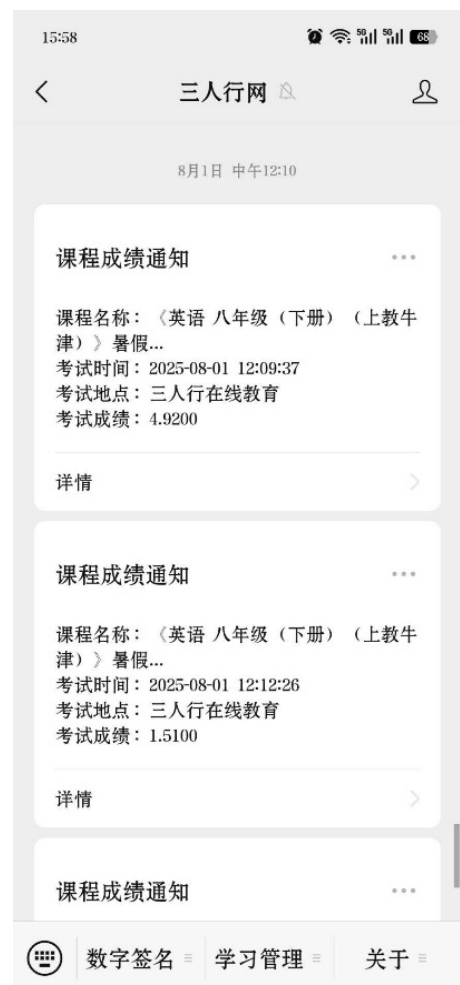 15:58
5G 5G 68
三人行网
8月1日 中午12:10
课程成绩通知
课程名称：《英语 八年级（下册）（上教牛
津）》暑假...
考试时间：2025-08-01 12:09:37
考试地点：三人行在线教育
考试成绩：4.9200
详情
课程成绩通知
课程名称：《英语 八年级（下册）（上教牛
津）》暑假...
考试时间：2025-08-01 12:12:26
考试地点：三人行在线教育
考试成绩：1.5100
详情
课程成绩通知
数字签名 学习管理 关于